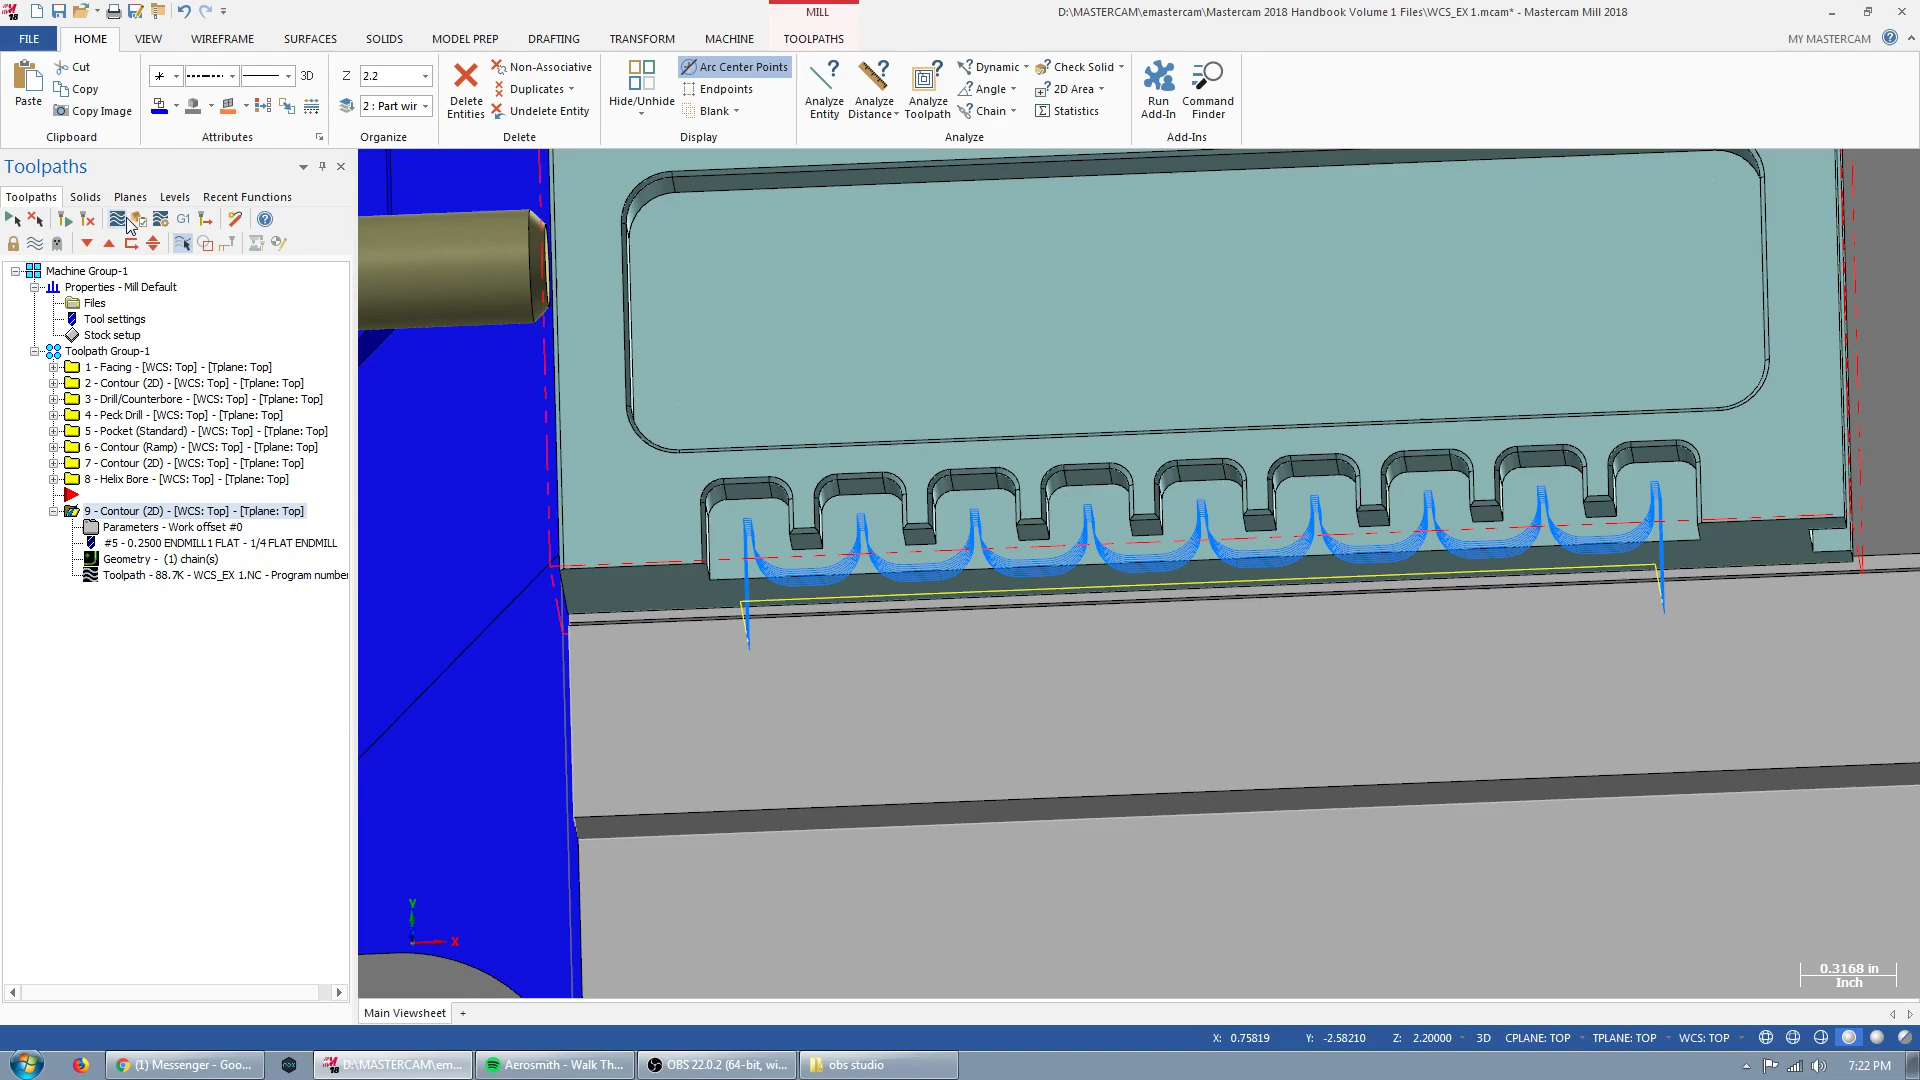 MILL
D:\MASTERCAM\emastercam\Mastercam 2018 Handbook Volume 1 Files\WCS_EX 1.mcam* - Mastercam Mill 2018
FILE
HOME
VIEW
WIREFRAME
SURFACES
SOLIDS
MODEL PREP
DRAFTING
TRANSFORM
MACHINE
TOOLPATHS
MY MASTERCAM
Paste
Cut
Copy
Copy Image
Clipboard
3D
Attributes
Z
2.2
2 : Part wir
Organize
Delete
Entities
Non-Associative
Duplicates
Undelete Entity
Delete
Hide/Unhide
Arc Center Points
Endpoints
Blank
Display
Analyze
Entity
Analyze
Distance
Analyze
Toolpath
Dynamic
Angle
Chain
Check Solid
2D Area
Statistics
Analyze
Run
Add-In
Command
Finder
Add-Ins
Toolpaths
Toolpaths
Solids
Planes
Levels
Recent Functions
G1
Machine Group-1
Properties - Mill Default
Files
Tool settings
Stock setup
Toolpath Group-1
1 - Facing - [WCS: Top] - [Tplane: Top]
2 - Contour (2D) - [WCS: Top] - [Tplane: Top]
3 - Drill/Counterbore - [WCS: Top] - [Tplane: Top]
4 - Peck Drill - [WCS: Top] - [Tplane: Top]
5 - Pocket (Standard) - [WCS: Top] - [Tplane: Top]
6 - Contour (Ramp) - [WCS: Top] - [Tplane: Top]
7 - Contour (2D) - [WCS: Top] - [Tplane: Top]
8 - Helix Bore - [WCS: Top] - [Tplane: Top]
9 - Contour (2D) - [WCS: Top] - [Tplane: Top]
Parameters - Work offset #0
#5 - 0.2500 ENDMILL1 FLAT - 1/4 FLAT ENDMILL
Geometry - (1) chain(s)
Toolpath - 88.7K - WCS_EX 1.NC - Program number
Y
X
0.3168 in
Inch
Main Viewsheet
+
X: 0.75819
Y: -2.58210
Z: 2.20000
3D
CPLANE: TOP
TPLANE: TOP
WCS: TOP
(1) Messenger - Goo...
D:\MASTERCAM\em...
Aerosmith - Walk Th...
OBS 22.0.2 (64-bit, wi...
obs studio
7:22 PM